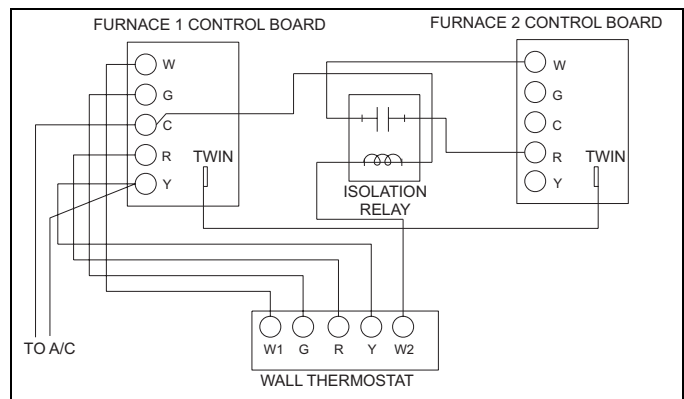 FURNACE 1 CONTROL BOARD
W
G
C
R
Y
TWIN
FURNACE 2 CONTROL BOARD
W
G
C
R
Y
TWIN
ISOLATION
RELAY
TO A/C
W1 G R Y W2
WALL THERMOSTAT